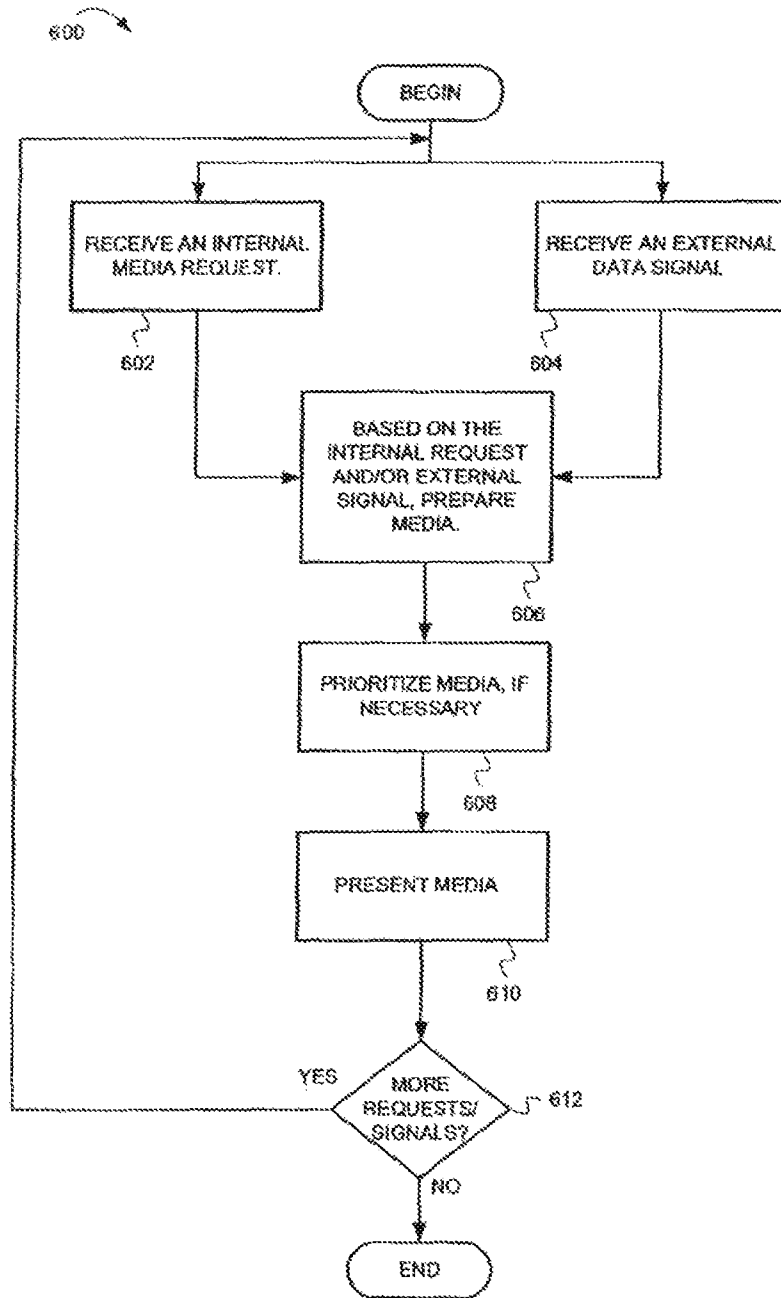 600
BEGIN
RECEIVE AN INTERNAL
MEDIA REQUEST.
602
RECEIVE AN EXTERNAL
DATA SIGNAL
604
BASED ON THE
INTERNAL REQUEST
AND/OR EXTERNAL
SIGNAL, PREPARE
MEDIA.
606
PRIORITIZE MEDIA, IF
NECESSARY
608
PRESENT MEDIA
610
YES
MORE
REQUESTS/
SIGNALS?
612
NO
END